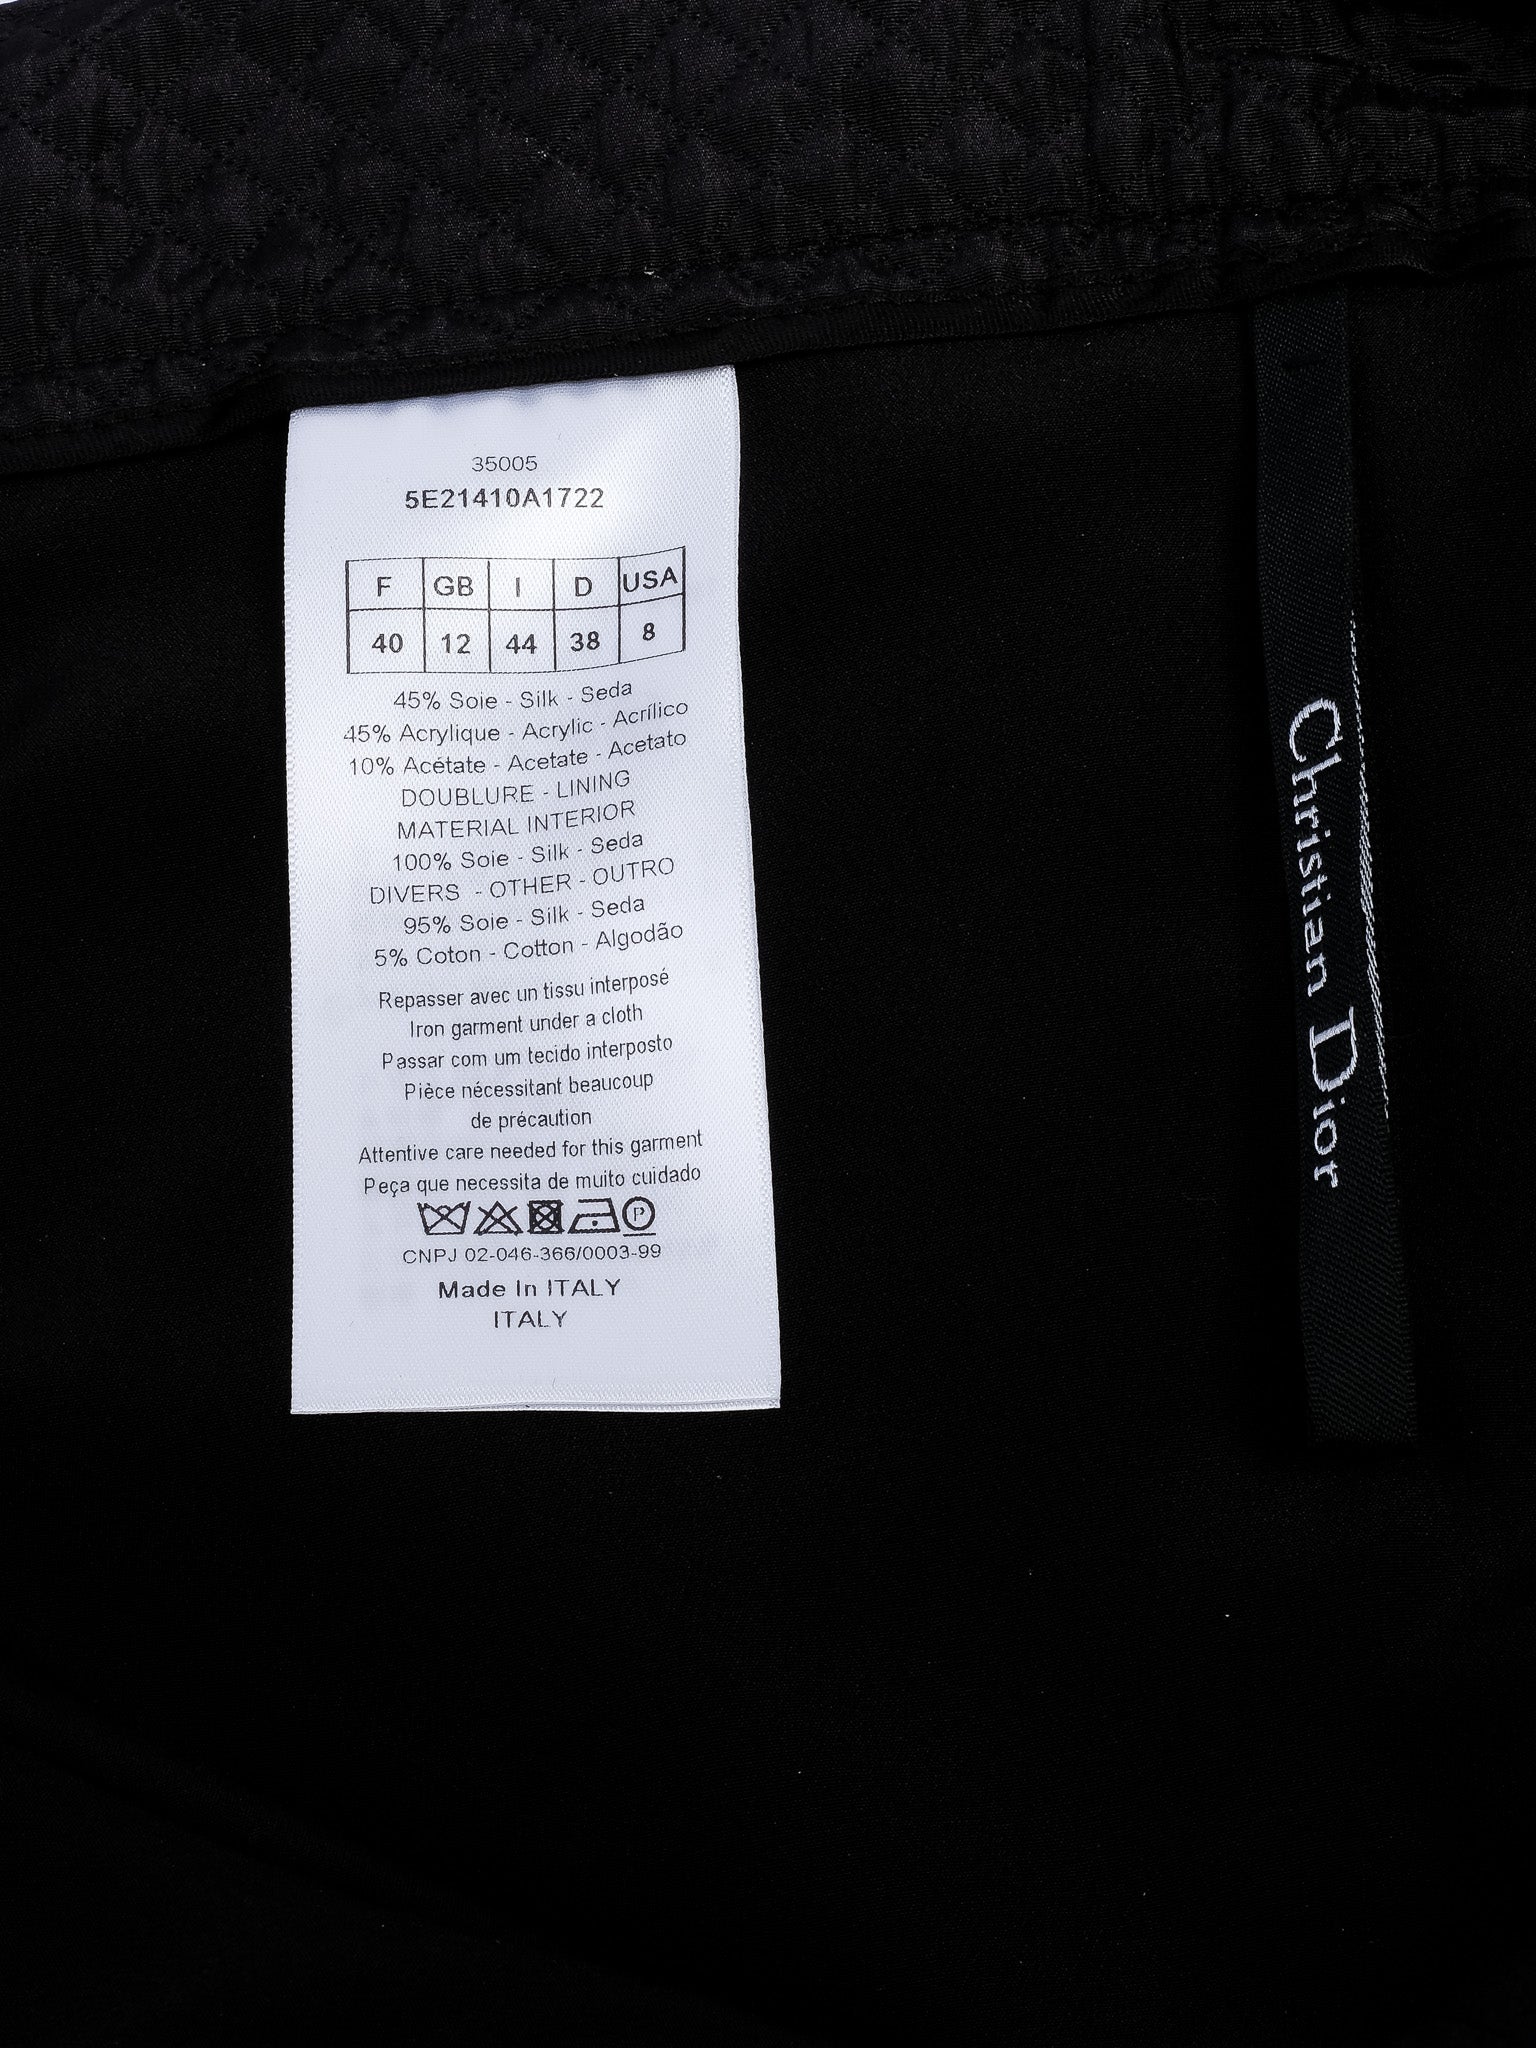 35005
5E21410A1722
F GB I D USA
40 12 44 38 8
45% Soie - Silk - Seda
45% Acrylique - Acrylic - Acrílico
10% Acétate - Acetate - Acetato
DOUBLURE - LINING
MATERIAL INTERIOR
100% Soie - Silk - Seda
DIVERS - OTHER - OUTRO
95% Soie - Silk - Seda
5% Coton - Cotton - Algodão
Repasser avec un tissu interposé
Iron garment under a cloth
Passar com um tecido interposto
Pièce nécessitant beaucoup
de précaution
Attentive care needed for this garment
Peça que necessita de muito cuidado
P
CNPJ 02-046-366/0003-99
Made In ITALY
ITALY
Christian Dior